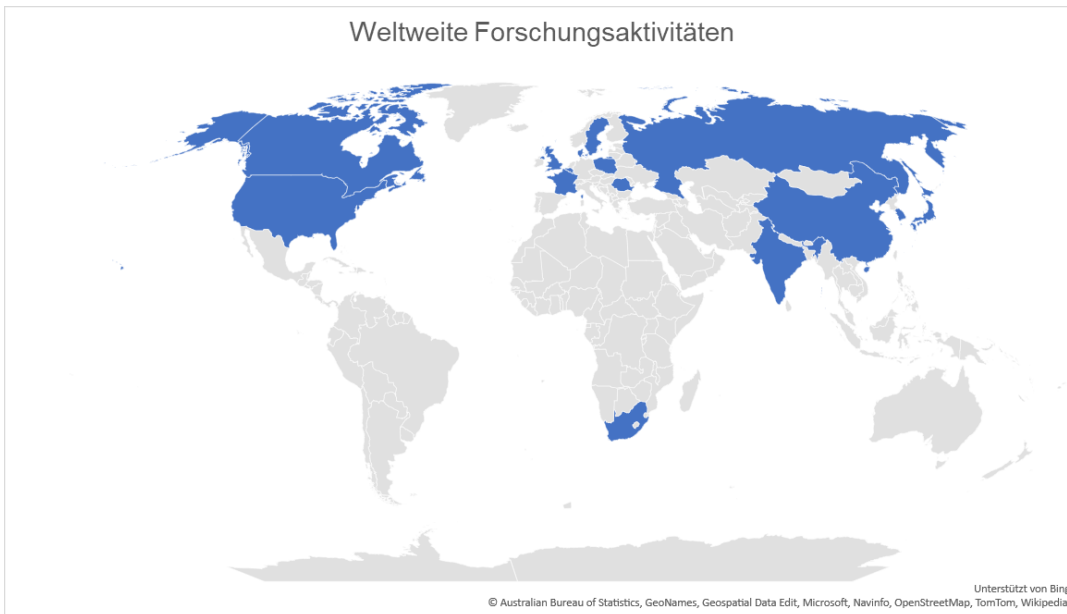 Weltweite Forschungsaktivitäten
Unterstützt von Bing
© Australian Bureau of Statistics, GeoNames, Geospatial Data Edit, Microsoft, Navinfo, OpenStreetMap, TomTom, Wikipedia